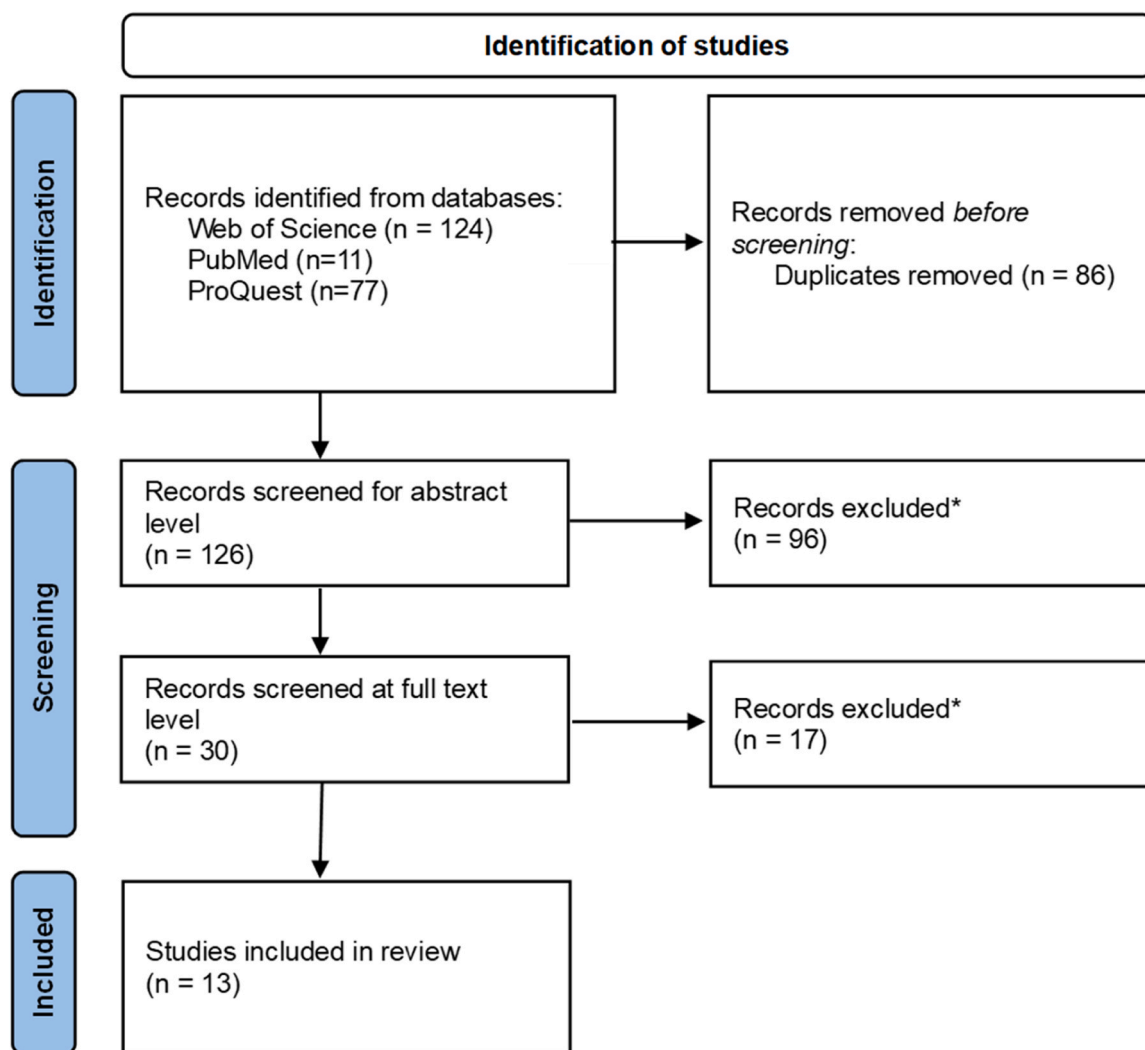 Identification of studies
Identification
Records identified from databases:
Web of Science (n = 124)
PubMed (n=11)
ProQuest (n=77)
Records removed before
screening:
Duplicates removed (n = 86)
Screening
Records screened for abstract
level
(n = 126)
Records excluded*
(n = 96)
Records screened at full text
level
(n = 30)
Records excluded*
(n = 17)
Included
Studies included in review
(n = 13)